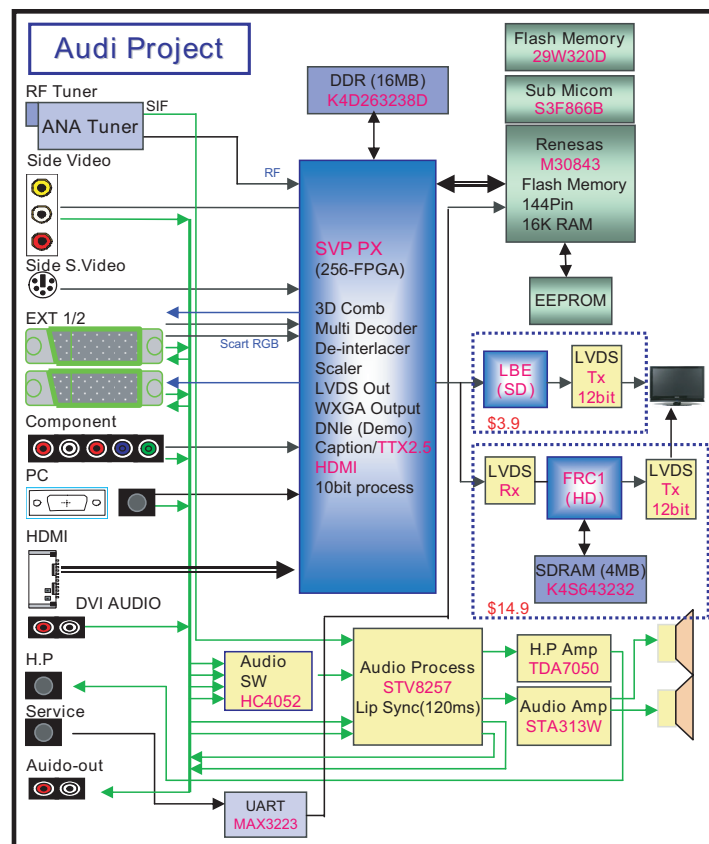 Audi Project
RF Tuner
SIF
ANA Tuner
RF
Side Video
Side S.Video
EXT 1/2
Scart RGB
Component
PC
HDMI
DVI AUDIO
H.P
Service
Auido-out
DDR (16MB)
K4D263238D
SVP PX
(256-FPGA)
3D Comb
Multi Decoder
De-interlacer
Scaler
LVDS Out
WXGA Output
DNIe (Demo)
Caption/TTX2.5
HDMI
10bit process
Flash Memory
29W320D
Sub Micom
S3F866B
Renesas
M30843
Flash Memory
144Pin
16K RAM
EEPROM
LBE
(SD)
LVDS
Tx
12bit
$3.9
LVDS
Rx
FRC1
(HD)
LVDS
Tx
12bit
SDRAM (4MB)
K4S643232
$14.9
Audio
SW
HC4052
Audio Process
STV8257
Lip Sync(120ms)
H.P Amp
TDA7050
Audio Amp
STA313W
UART
MAX3223